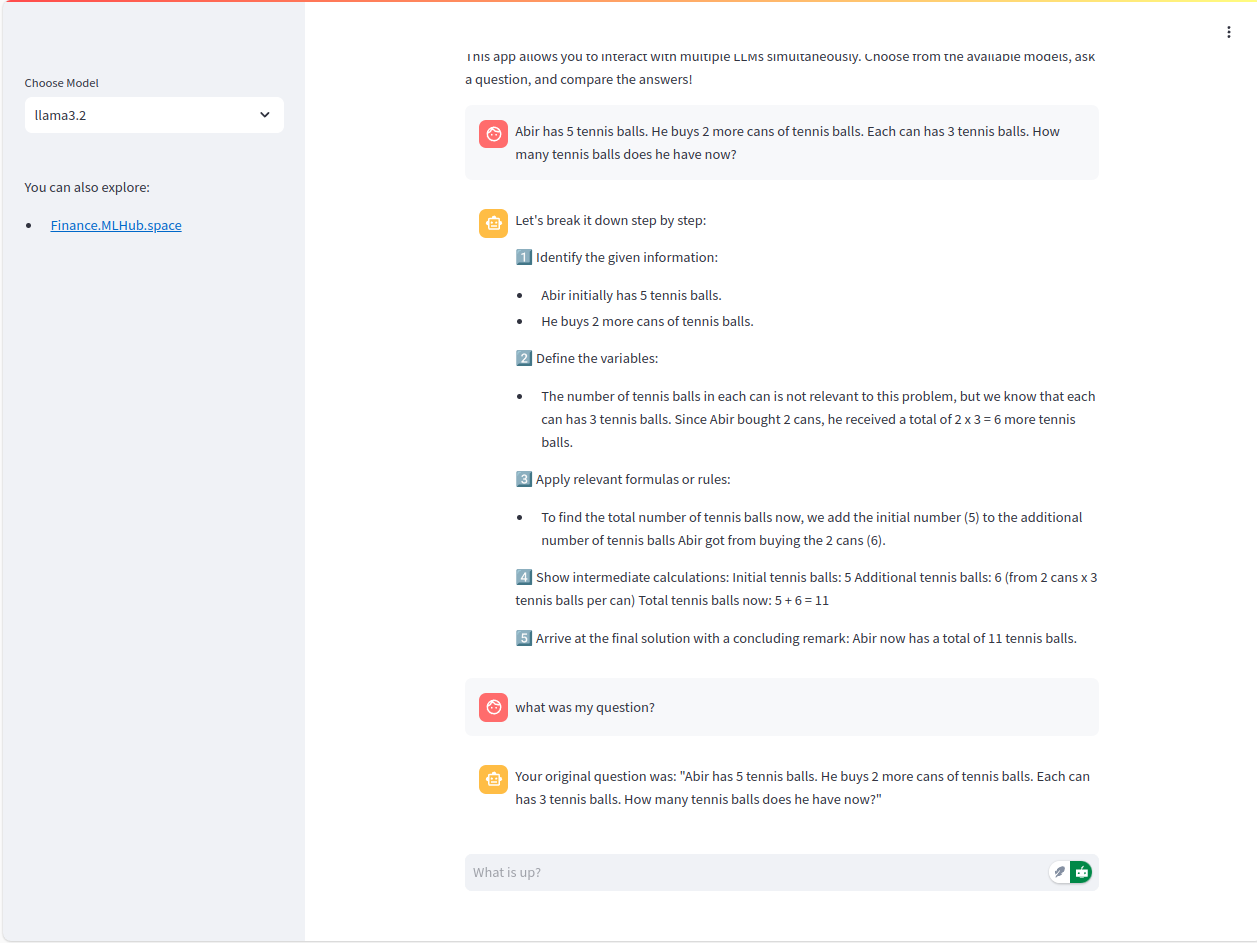 Choose Model
llama3.2
You can also explore:
Finance.MLHub.space
This app allows you to interact with multiple LLMs simultaneously. Choose from the available models, ask
a question, and compare the answers!
Abir has 5 tennis balls. He buys 2 more cans of tennis balls. Each can has 3 tennis balls. How
many tennis balls does he have now?
Let's break it down step by step:
1 Identify the given information:
Abir initially has 5 tennis balls.
He buys 2 more cans of tennis balls.
2 Define the variables:
The number of tennis balls in each can is not relevant to this problem, but we know that each
can has 3 tennis balls. Since Abir bought 2 cans, he received a total of 2 x 3 = 6 more tennis
balls.
3 Apply relevant formulas or rules:
To find the total number of tennis balls now, we add the initial number (5) to the additional
number of tennis balls Abir got from buying the 2 cans (6).
4 Show intermediate calculations: Initial tennis balls: 5 Additional tennis balls: 6 (from 2 cans x 3
tennis balls per can) Total tennis balls now: 5 + 6 = 11
5 Arrive at the final solution with a concluding remark: Abir now has a total of 11 tennis balls.
what was my question?
Your original question was: "Abir has 5 tennis balls. He buys 2 more cans of tennis balls. Each can
has 3 tennis balls. How many tennis balls does he have now?"
What is up?